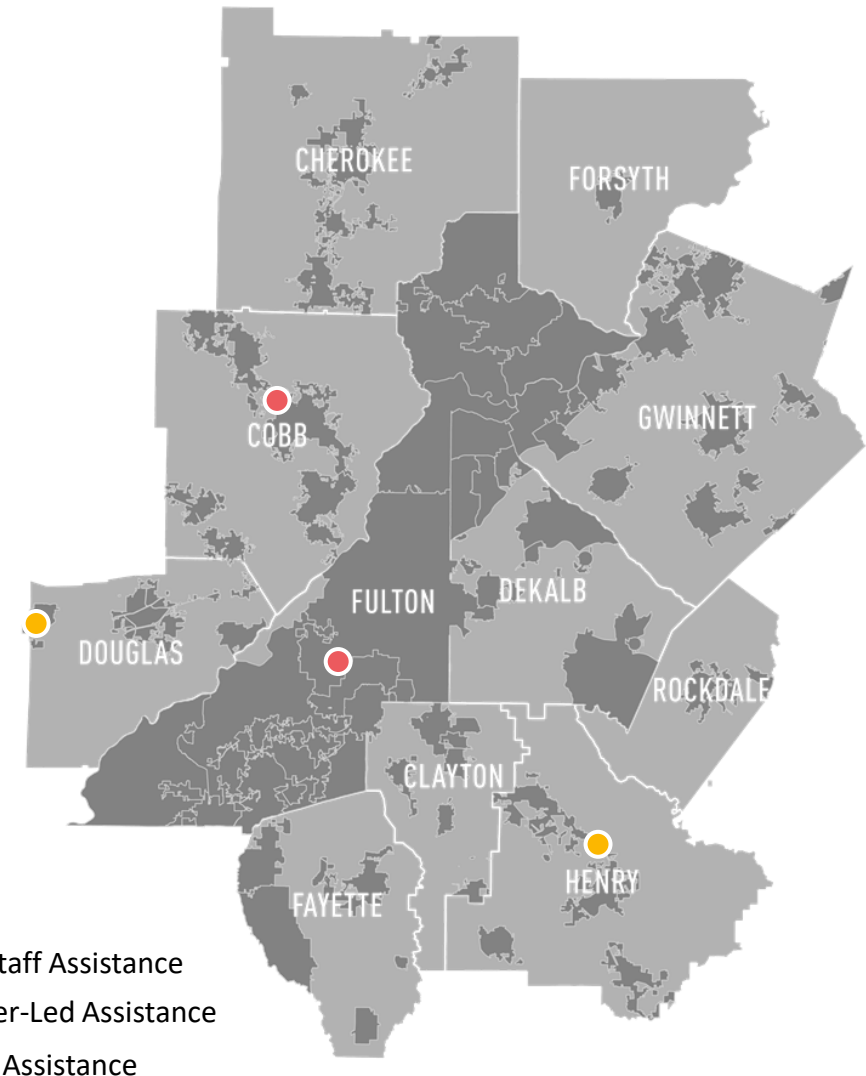 CHEROKEE
FORSYTH
GWINNETT
COBB
FULTON
DEKALB
DOUGLAS
ROCKDALE
CLAYTON
HENRY
FAYETTE
taff Assistance
er-Led Assistance
Assistance